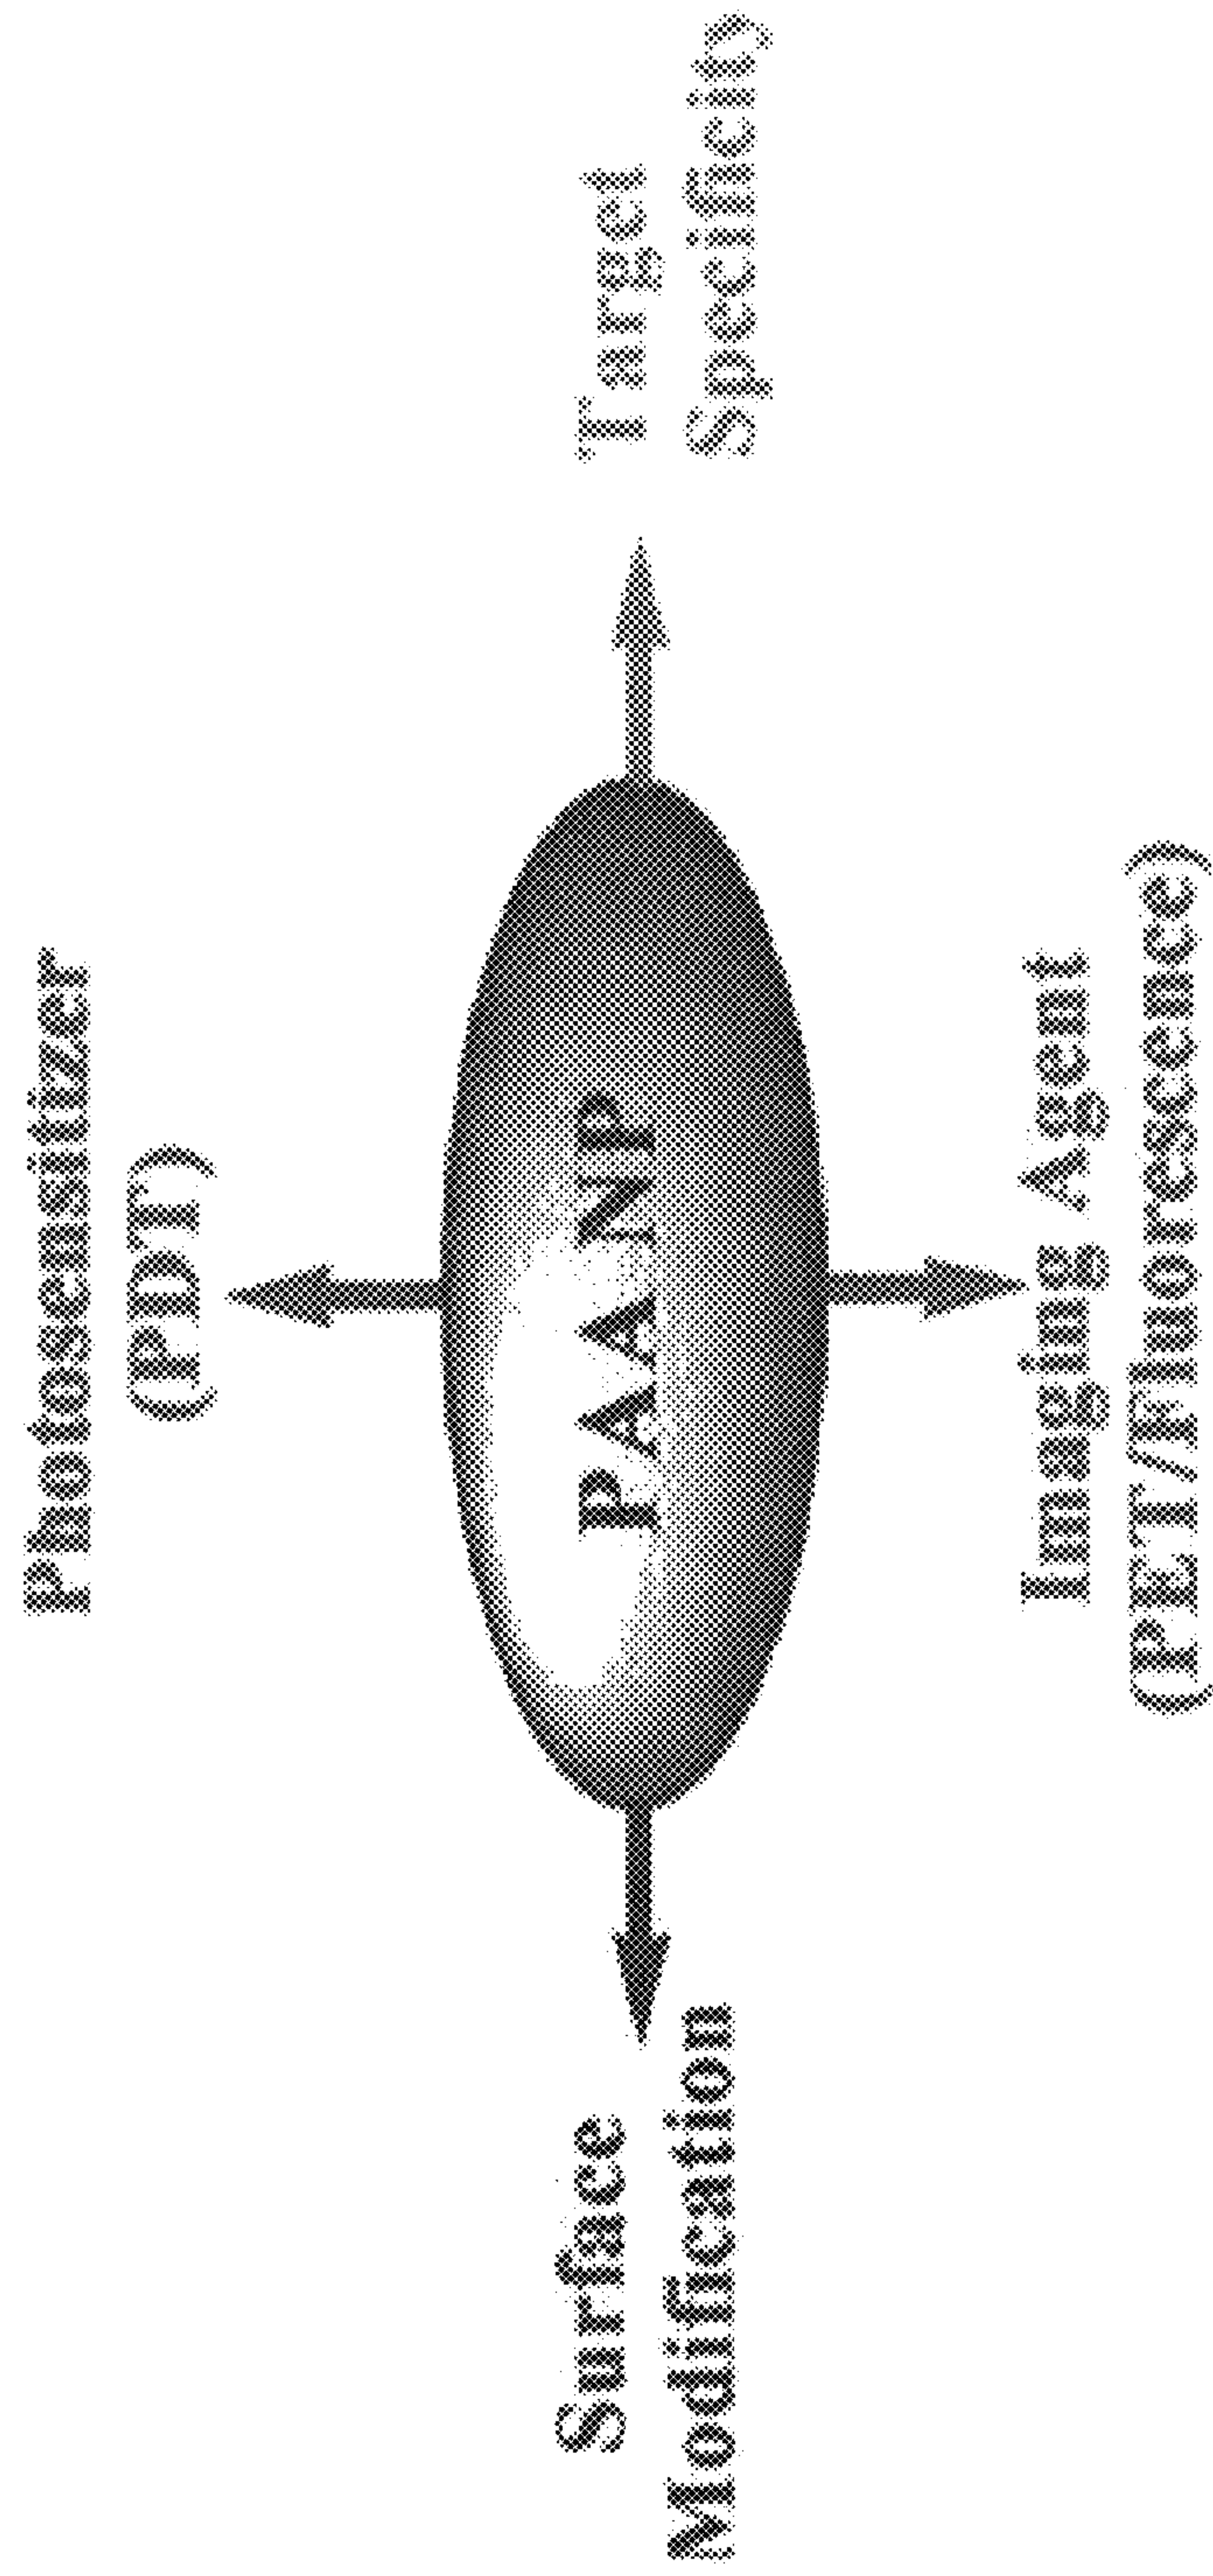 Photosensitizer
(PDT)
Surface
Modification
PAA NP
Target
Specificity
Imaging Agent
(PET/Fluorescence)